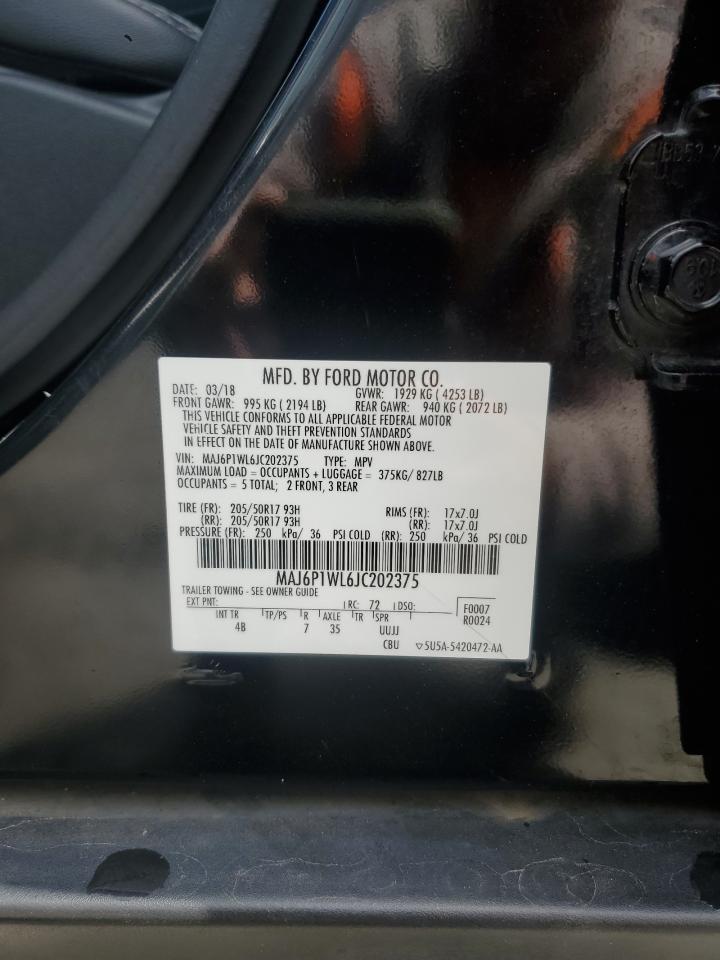 MFD. BY FORD MOTOR CO.
DATE: 03/18 GVWR: 1929 KG ( 4253 LB)
FRONT GAWR: 995 KG ( 2194 LB) REAR GAWR: 940 KG ( 2072 LB)
THIS VEHICLE CONFORMS TO ALL APPLICABLE FEDERAL MOTOR
VEHICLE SAFETY AND THEFT PREVENTION STANDARDS
IN EFFECT ON THE DATE OF MANUFACTURE SHOWN ABOVE.
VIN: MAJ6P1WL6JC202375 TYPE: MPV
MAXIMUM LOAD = OCCUPANTS + LUGGAGE = 375KG/ 827LB
OCCUPANTS = 5 TOTAL; 2 FRONT, 3 REAR
TIRE (FR): 205/50R17 93H RIMS (FR): 17x7.0J
(RR): 205/50R17 93H (RR): 17x7.0J
PRESSURE (FR): 250 kPa/ 36 PSI COLD (RR): 250 kPa/ 36 PSI COLD
MAJ6P1WL6JC202375
TRAILER TOWING - SEE OWNER GUIDE
EXT PNT: RC: 72 DSO: F0007
INT TR TP/PS R AXLE TR SPR R0024
4B 7 35 UUJJ
CBU 5U5A-5420472-AA